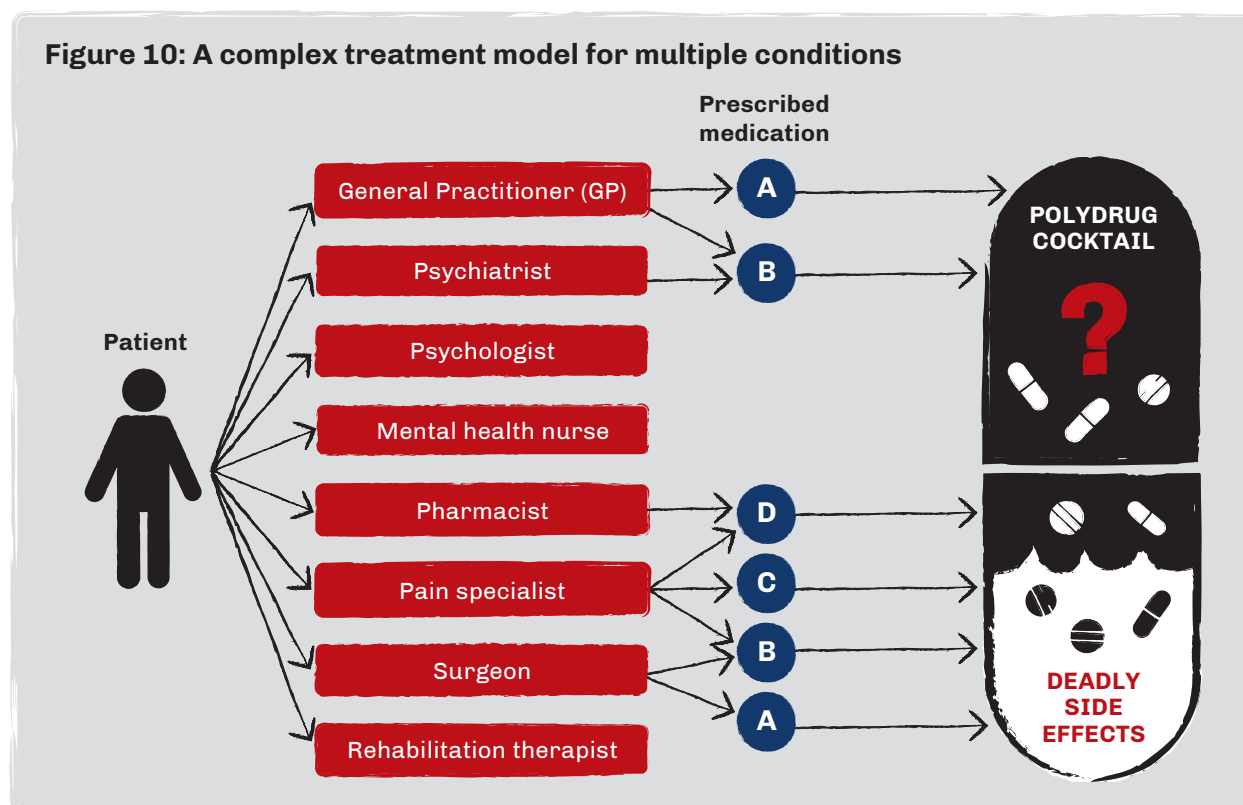 Figure 10: A complex treatment model for multiple conditions
Prescribed
medication
Patient
General Practitioner (GP)
Psychiatrist
Psychologist
Mental health nurse
Pharmacist
Pain specialist
Surgeon
Rehabilitation therapist
A
B
D
C
B
A
POLYDRUG
COCKTAIL
?
DEADLY
SIDE
EFFECTS